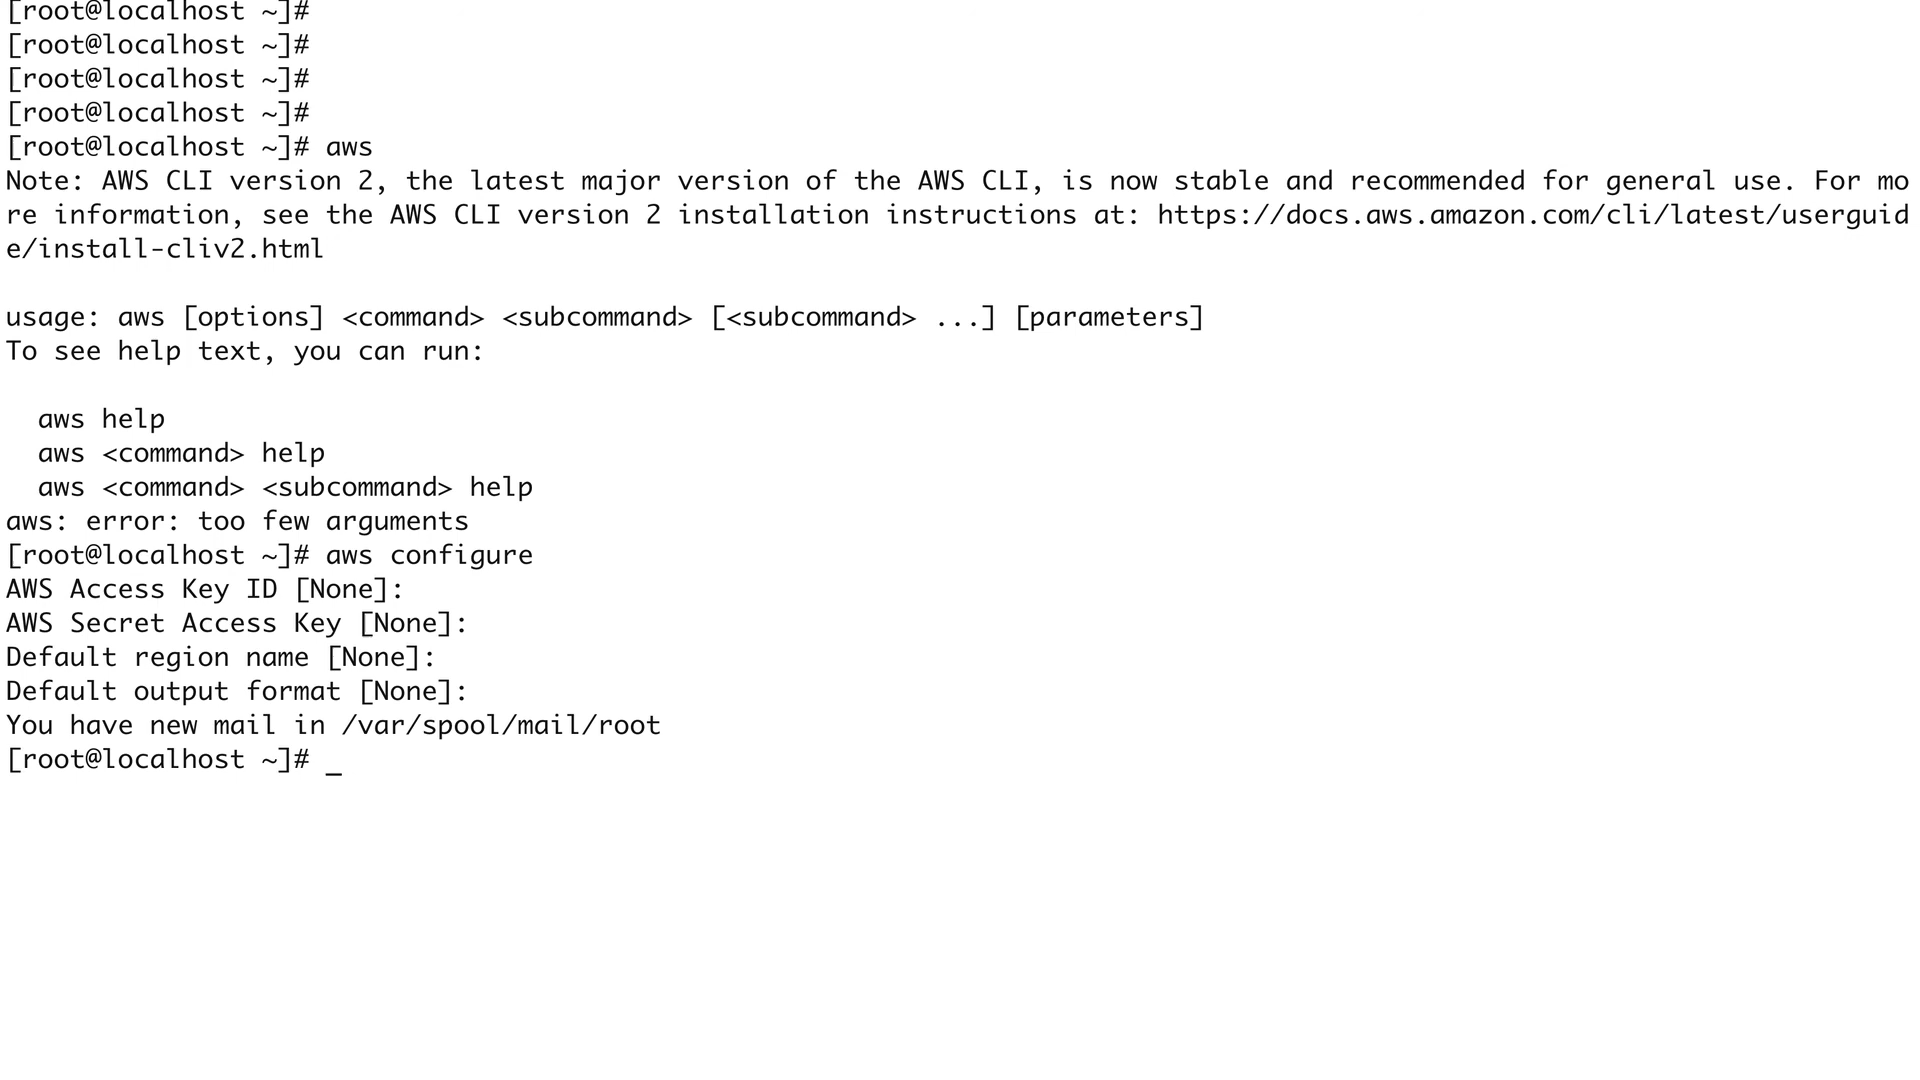 [root@localhost ~]#
[root@localhost ~]#
[root@localhost ~]#
[root@localhost ~]#
[root@localhost ~]# aws
Note: AWS CLI version 2, the latest major version of the AWS CLI, is now stable and recommended for general use. For mo
re information, see the AWS CLI version 2 installation instructions at: https://docs.aws.amazon.com/cli/latest/userguid
e/install-cliv2.html

usage: aws [options] <command> <subcommand> [<subcommand> ...] [parameters]
To see help text, you can run:

  aws help
  aws <command> help
  aws <command> <subcommand> help
aws: error: too few arguments
[root@localhost ~]# aws configure
AWS Access Key ID [None]:
AWS Secret Access Key [None]:
Default region name [None]:
Default output format [None]:
You have new mail in /var/spool/mail/root
[root@localhost ~]# _